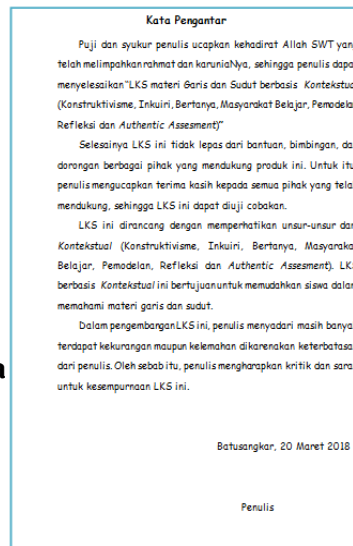 Kata Pengantar
Puji dan syukur penulis ucapkan kehadirat Allah SWT yan
telah melimpahkan rahmat dan karuniaNya, sehingga penulis dapa
menyelesaikan "LKS materi Garis dan Sudut berbasis Kontekstua
(Konstruktivisme, Inkuiri, Bertanya, Masyarakat Belajar, Pemodela
Refleksi dan Authentic Assesment)"
Selesainya LKS ini tidak lepas dari bantuan, bimbingan, da
dorongan berbagai pihak yang mendukung produk ini. Untuk itu
penulis mengucapkan terima kasih kepada semua pihak yang tela
mendukung, sehingga LKS ini dapat diuji cobakan.
LKS ini dirancang dengan memperhatikan unsur-unsur dar
Kontekstual (Konstruktivisme, Inkuiri, Bertanya, Masyaraka
Belajar, Pemodelan, Refleksi dan Authentic Assesment). LK
berbasis Kontekstual ini bertujuan untuk memudahkan siswa dalam
memahami materi garis dan sudut.
Dalam pengembangan LKS ini, penulis menyadari masih banya
terdapat kekurangan maupun kelemahan dikarenakan keterbatasa
dari penulis. Oleh sebab itu, penulis mengharapkan kritik dan sara
untuk kesempurnaan LKS ini.
Batusangkar, 20 Maret 2018
Penulis